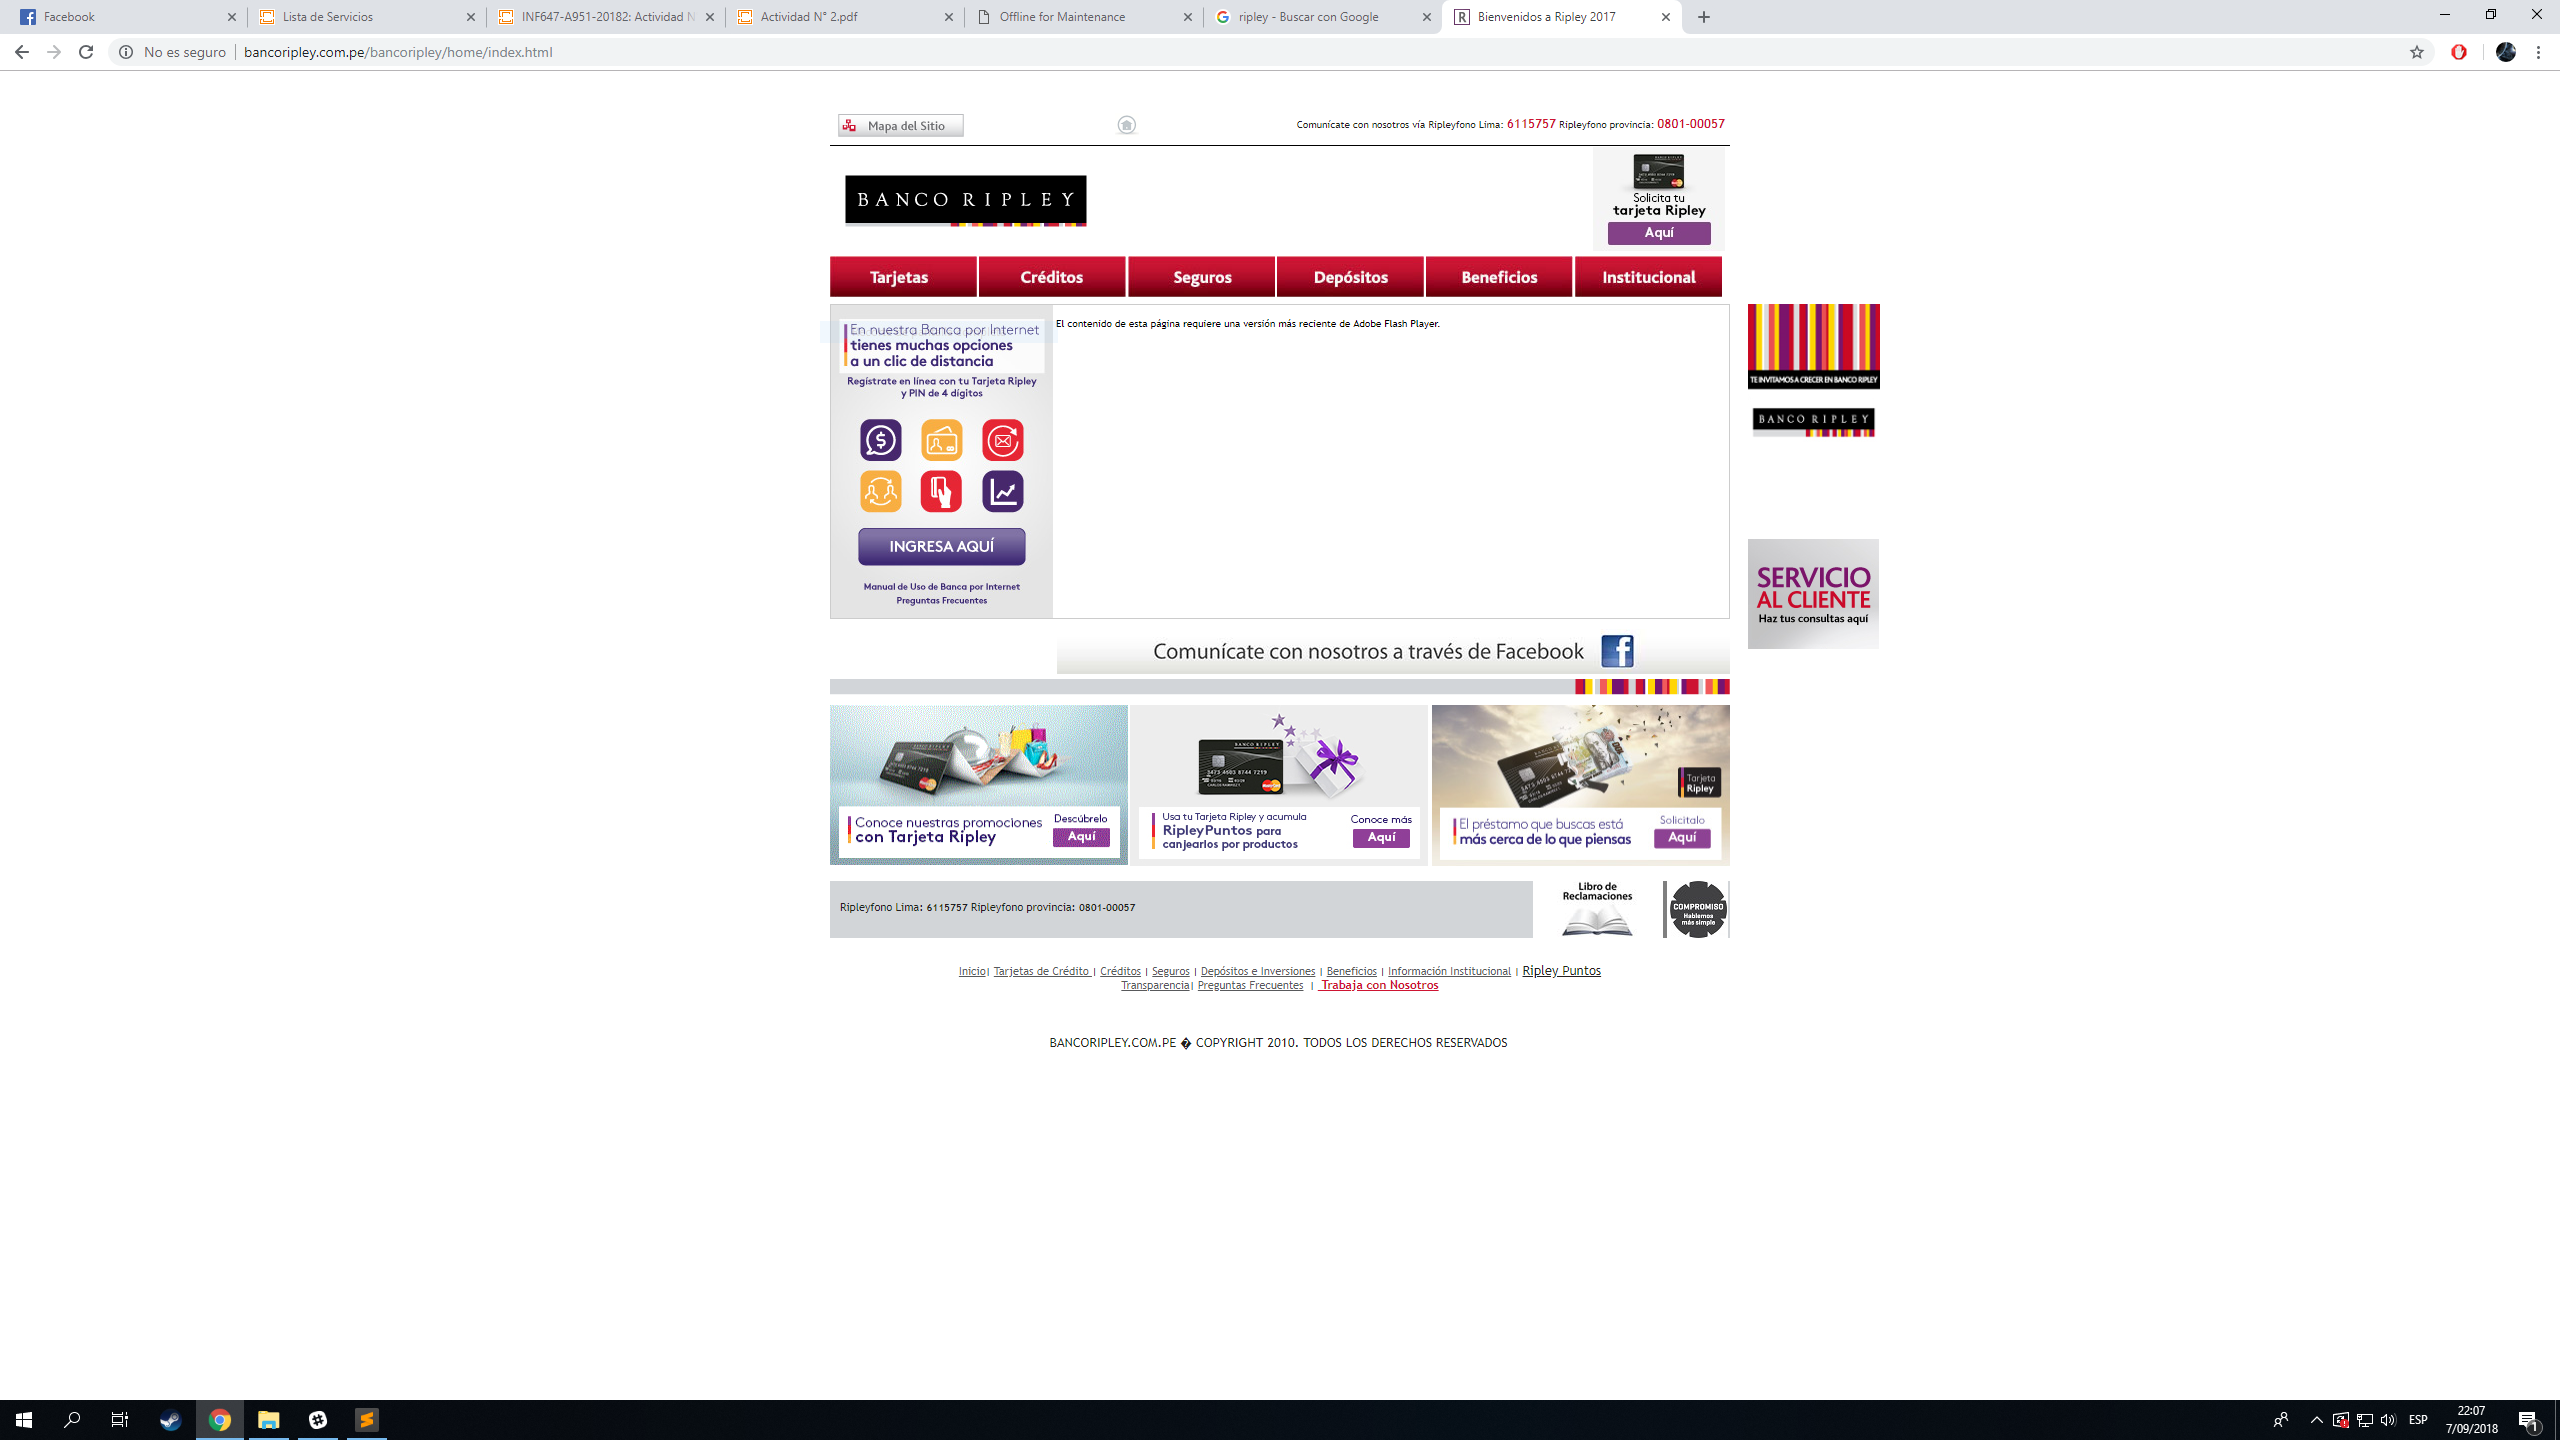 Facebook
Lista de Servicios
INF647-A951-20182: Actividad N
Actividad N° 2.pdf
Offline for Maintenance
ripley - Buscar con Google
Bienvenidos a Ripley 2017
No es seguro
bancoripley.com.pe/bancoripley/home/index.html
Mapa del Sitio
Comunícate con nosotros vía Ripleyfono Lima: 6115757 Ripleyfono provincia: 0801-00057
BANCO RIPLEY
Solicita tu
tarjeta Ripley
Aquí
Tarjetas
Créditos
Seguros
Depósitos
Beneficios
Institucional
En nuestra Banca por Internet
tienes muchas opciones
a un clic de distancia
Regístrate en línea con tu Tarjeta Ripley
y PIN de 4 dígitos
INGRESA AQUÍ
Manual de Uso de Banca por Internet
Preguntas Frecuentes
El contenido de esta página requiere una versión más reciente de Adobe Flash Player.
TE INVITAMOS A CRECER EN BANCO RIPLEY
BANCO RIPLEY
SERVICIO
AL CLIENTE
Haz tus consultas aquí
Comunícate con nosotros a través de Facebook
Conoce nuestras promociones
con Tarjeta Ripley
Descúbrelo
Aquí
BANCO RIPLEY
Usa tu Tarjeta Ripley y acumula
RipleyPuntos para
canjearlos por productos
Conoce más
Aquí
Tarjeta
Ripley
El préstamo que buscas está
más cerca de lo que piensas
Solicítalo
Aquí
Ripleyfono Lima: 6115757 Ripleyfono provincia: 0801-00057
Libro de
Reclamaciones
COMPROMISO
Hablemos
más simple
Inicio| Tarjetas de Crédito | Créditos | Seguros | Depósitos e Inversiones | Beneficios | Información Institucional | Ripley Puntos
Transparencia| Preguntas Frecuentes | Trabaja con Nosotros
BANCORIPLEY.COM.PE � COPYRIGHT 2010. TODOS LOS DERECHOS RESERVADOS
ESP
22:07
7/09/2018
1